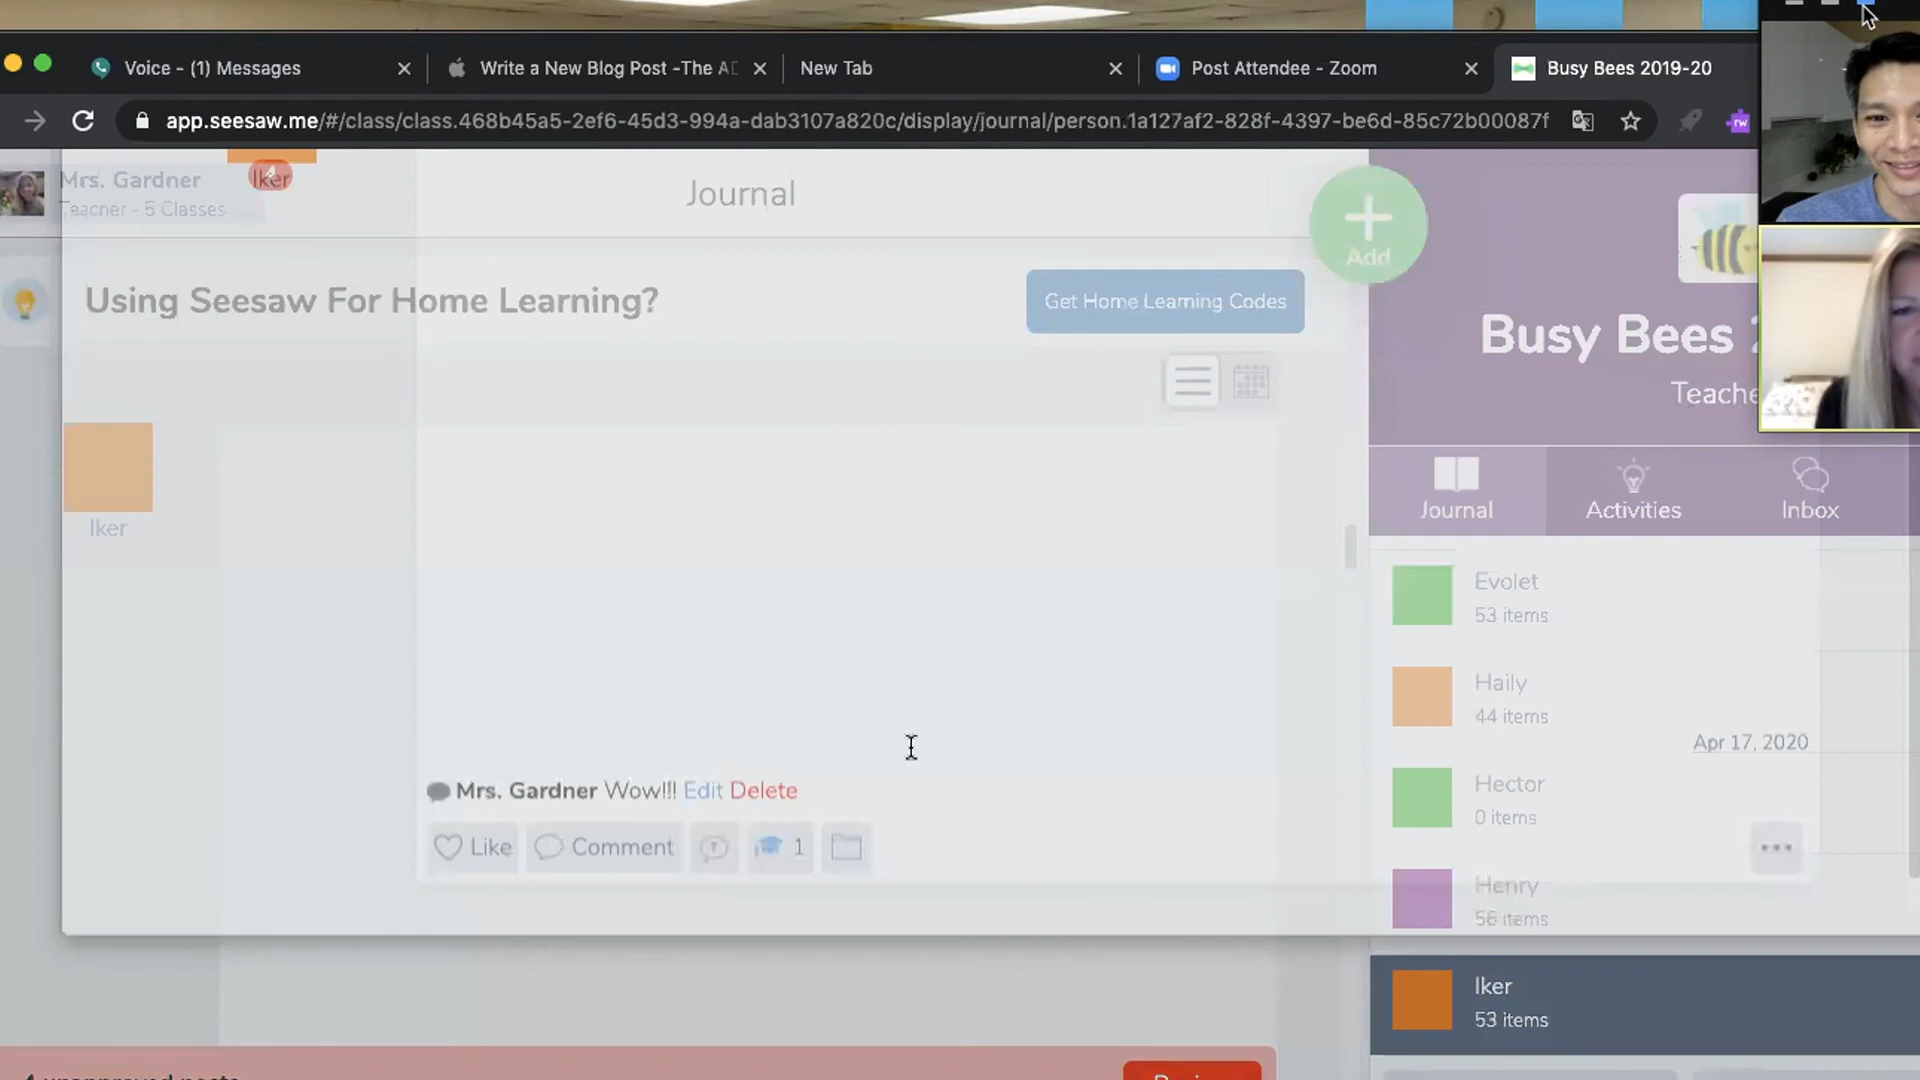 Voice - (1) Messages
Write a New Blog Post -The AD
New Tab
Post Attendee - Zoom
Busy Bees 2019-20
app.seesaw.me/#/class/class.468b45a5-2ef6-45d3-994a-dab3107a820c/display/journal/person.1a127af2-828f-4397-be6d-85c72b00087f
Mrs. Gardner
Teacher - 5 Classes
Iker
Journal
Add
Using Seesaw For Home Learning?
Get Home Learning Codes
Busy Bees 2
Teache
Iker
Journal
Activities
Inbox
Evolet
53 items
Haily
44 items
Apr 17, 2020
Hector
0 items
Mrs. Gardner Wow!!! Edit Delete
Like
Comment
1
Henry
56 items
Iker
53 items